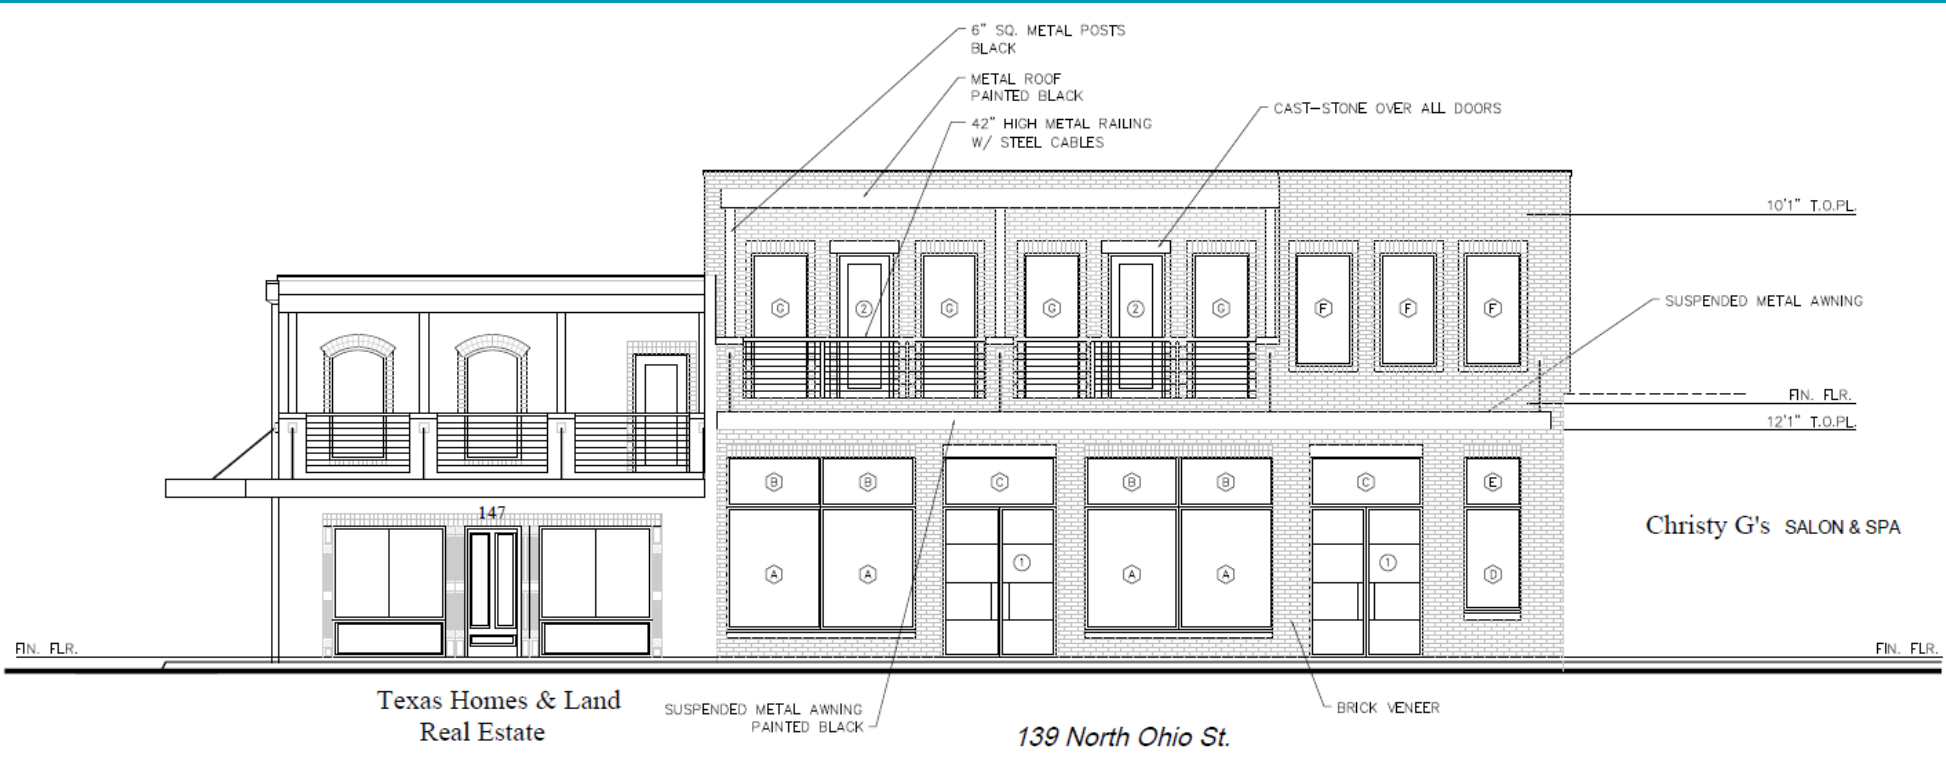 6" SQ. METAL POSTS
BLACK
METAL ROOF
PAINTED BLACK
42" HIGH METAL RAILING
W/ STEEL CABLES
CAST-STONE OVER ALL DOORS
10'1" T.O.PL.
SUSPENDED METAL AWNING
G
2
G
G
2
G
F
F
F
FIN. FLR.
12'1" T.O.PL.
B
B
C
B
B
C
E
147
Christy G's SALON & SPA
A
A
1
A
A
1
D
FIN. FLR.
FIN. FLR.
Texas Homes & Land
Real Estate
SUSPENDED METAL AWNING
PAINTED BLACK
BRICK VENEER
139 North Ohio St.